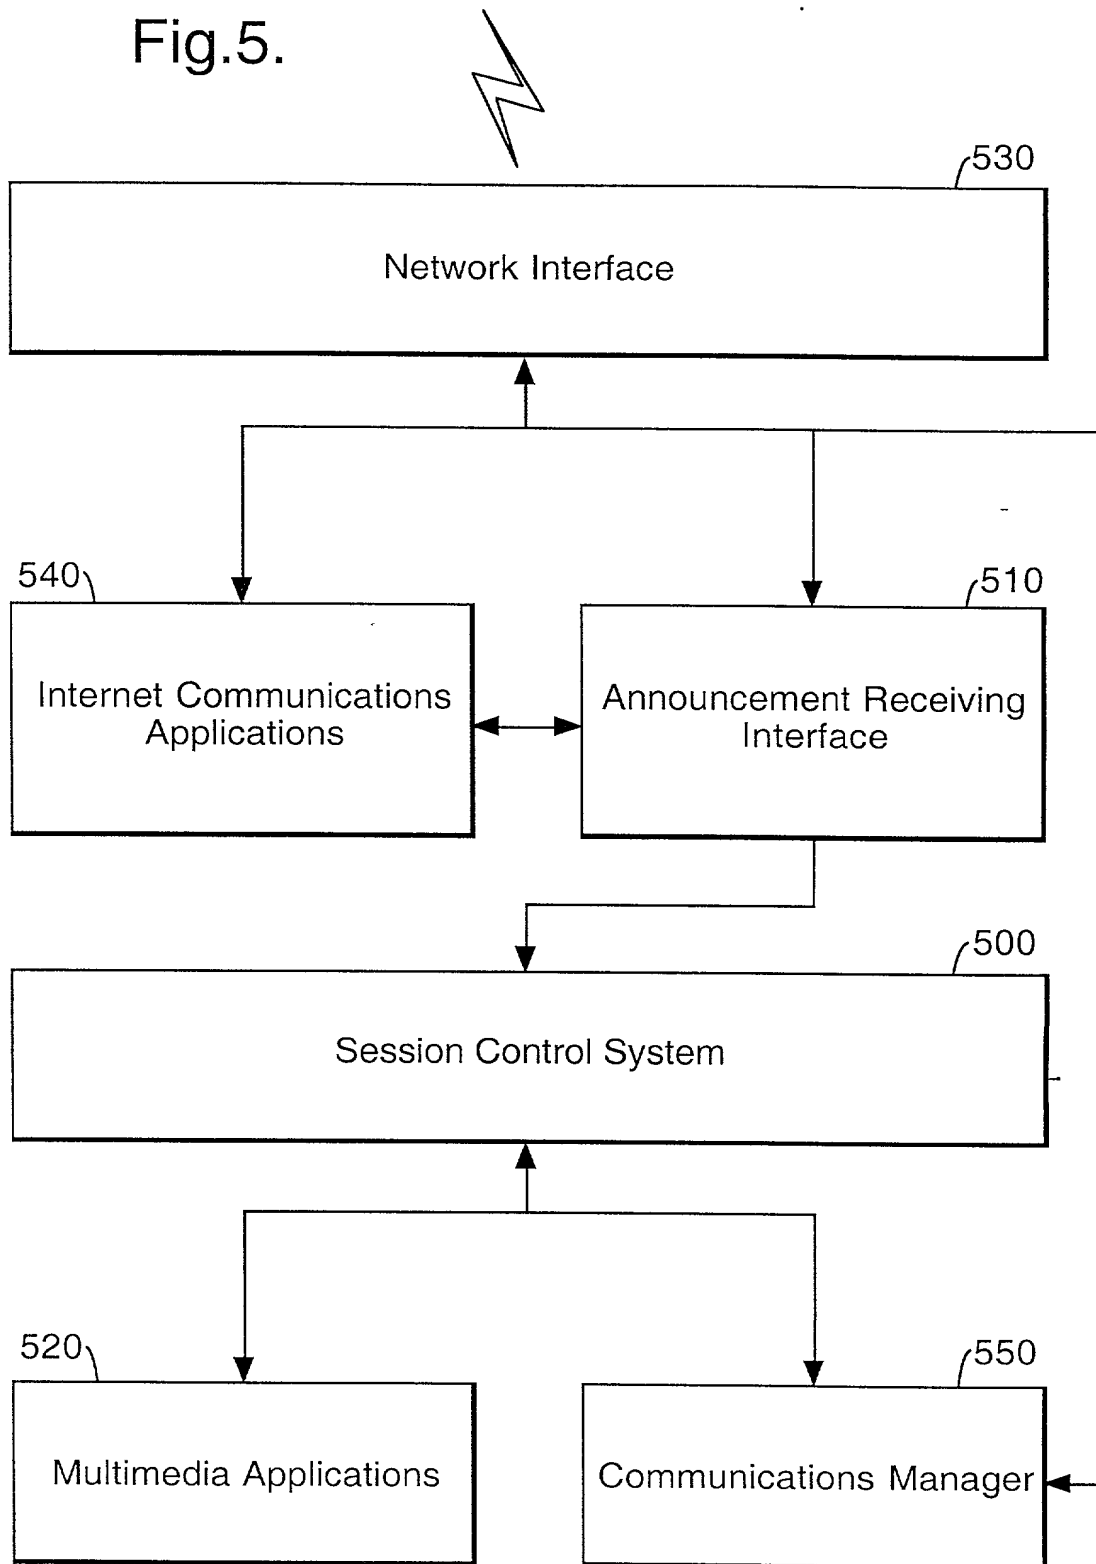 Fig.5.
530
Network Interface
540
510
Internet Communications
Applications
Announcement Receiving
Interface
500
Session Control System
520
550
Multimedia Applications
Communications Manager